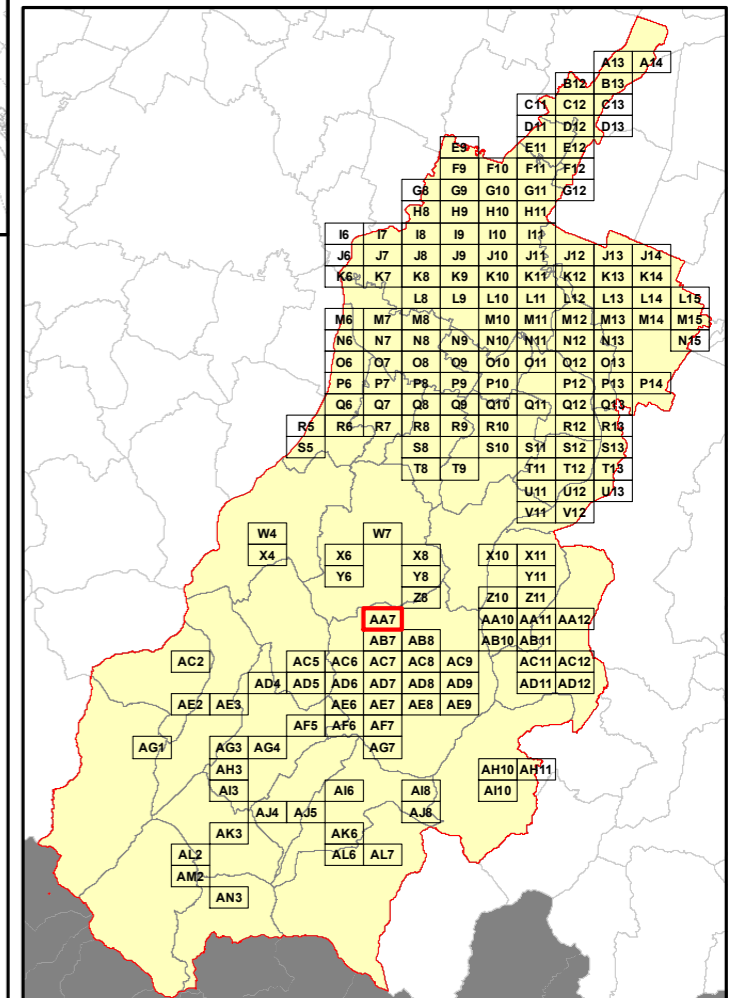 A13 A14
B12 B13
C11 C12 C13
D11 D12 D13
E9 E11 E12
F9 F10 F11 F12
G8 G9 G10 G11 G12
H8 H9 H10 H11
I6 I7 I8 I9 I10 I11
J6 J7 J8 J9 J10 J11 J12 J13 J14
K6 K7 K8 K9 K10 K11 K12 K13 K14
L8 L9 L10 L11 L12 L13 L14 L15
M6 M7 M8 M10 M11 M12 M13 M14 M15
N6 N7 N8 N9 N10 N11 N12 N13 N15
O6 O7 O8 O9 O10 O11 O12 O13
P6 P7 P8 P9 P10 P12 P13 P14
Q6 Q7 Q8 Q9 Q10 Q11 Q12 Q13
R5 R6 R7 R8 R9 R10 R12 R13
S5 S8 S10 S11 S12 S13
T8 T9 T11 T12 T13
U11 U12 U13
V11 V12
W4 W7
X4 X6 X8 X10 X11
Y6 Y8 Y11
Z8 Z10 Z11
AA7 AA10 AA11 AA12
AB7 AB8 AB10 AB11
AC2 AC5 AC6 AC7 AC8 AC9 AC11 AC12
AD4 AD5 AD6 AD7 AD8 AD9 AD11 AD12
AE2 AE3 AE6 AE7 AE8 AE9
AF5 AF6 AF7
AG1 AG3 AG4 AG7
AH3 AH10 AH11
AI3 AI6 AI8 AI10
AJ4 AJ5 AJ8
AK3 AK6
AL2 AL6 AL7
AM2
AN3